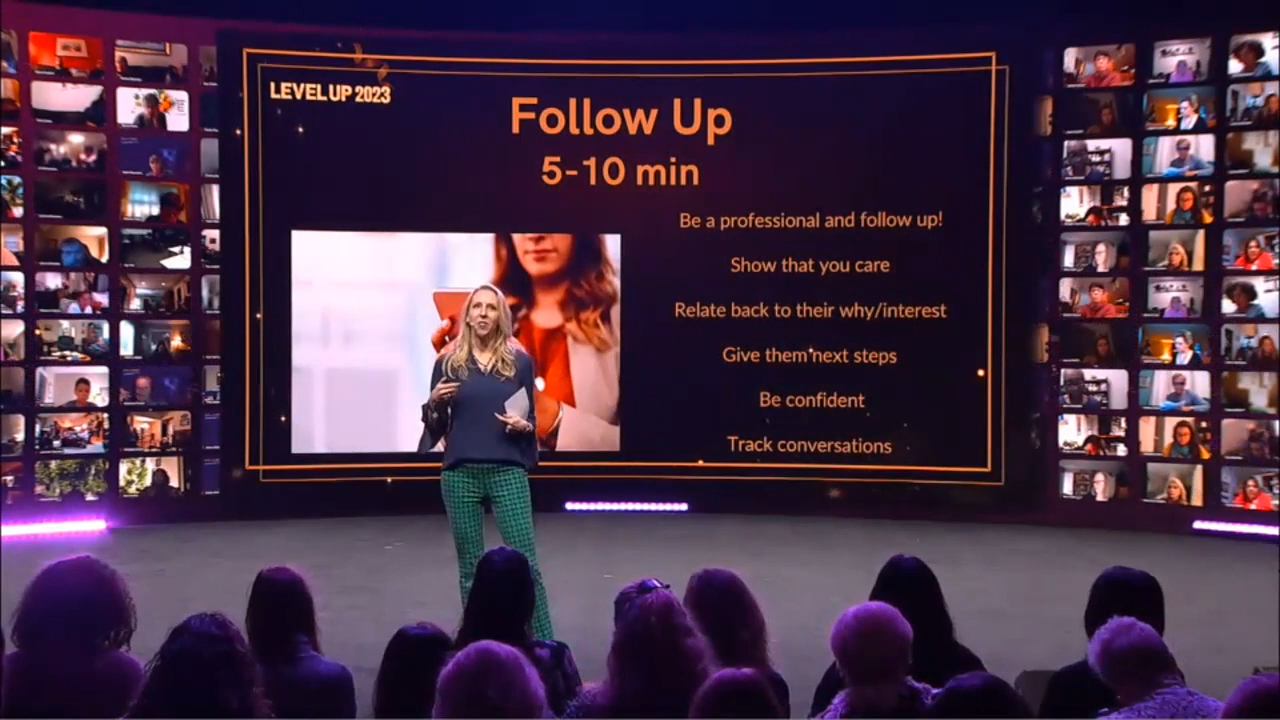 LEVEL UP 2023
Follow Up
5-10 min
Be a professional and follow up!
Show that you care
Relate back to their why/interest
Give them next steps
Be confident
Track conversations